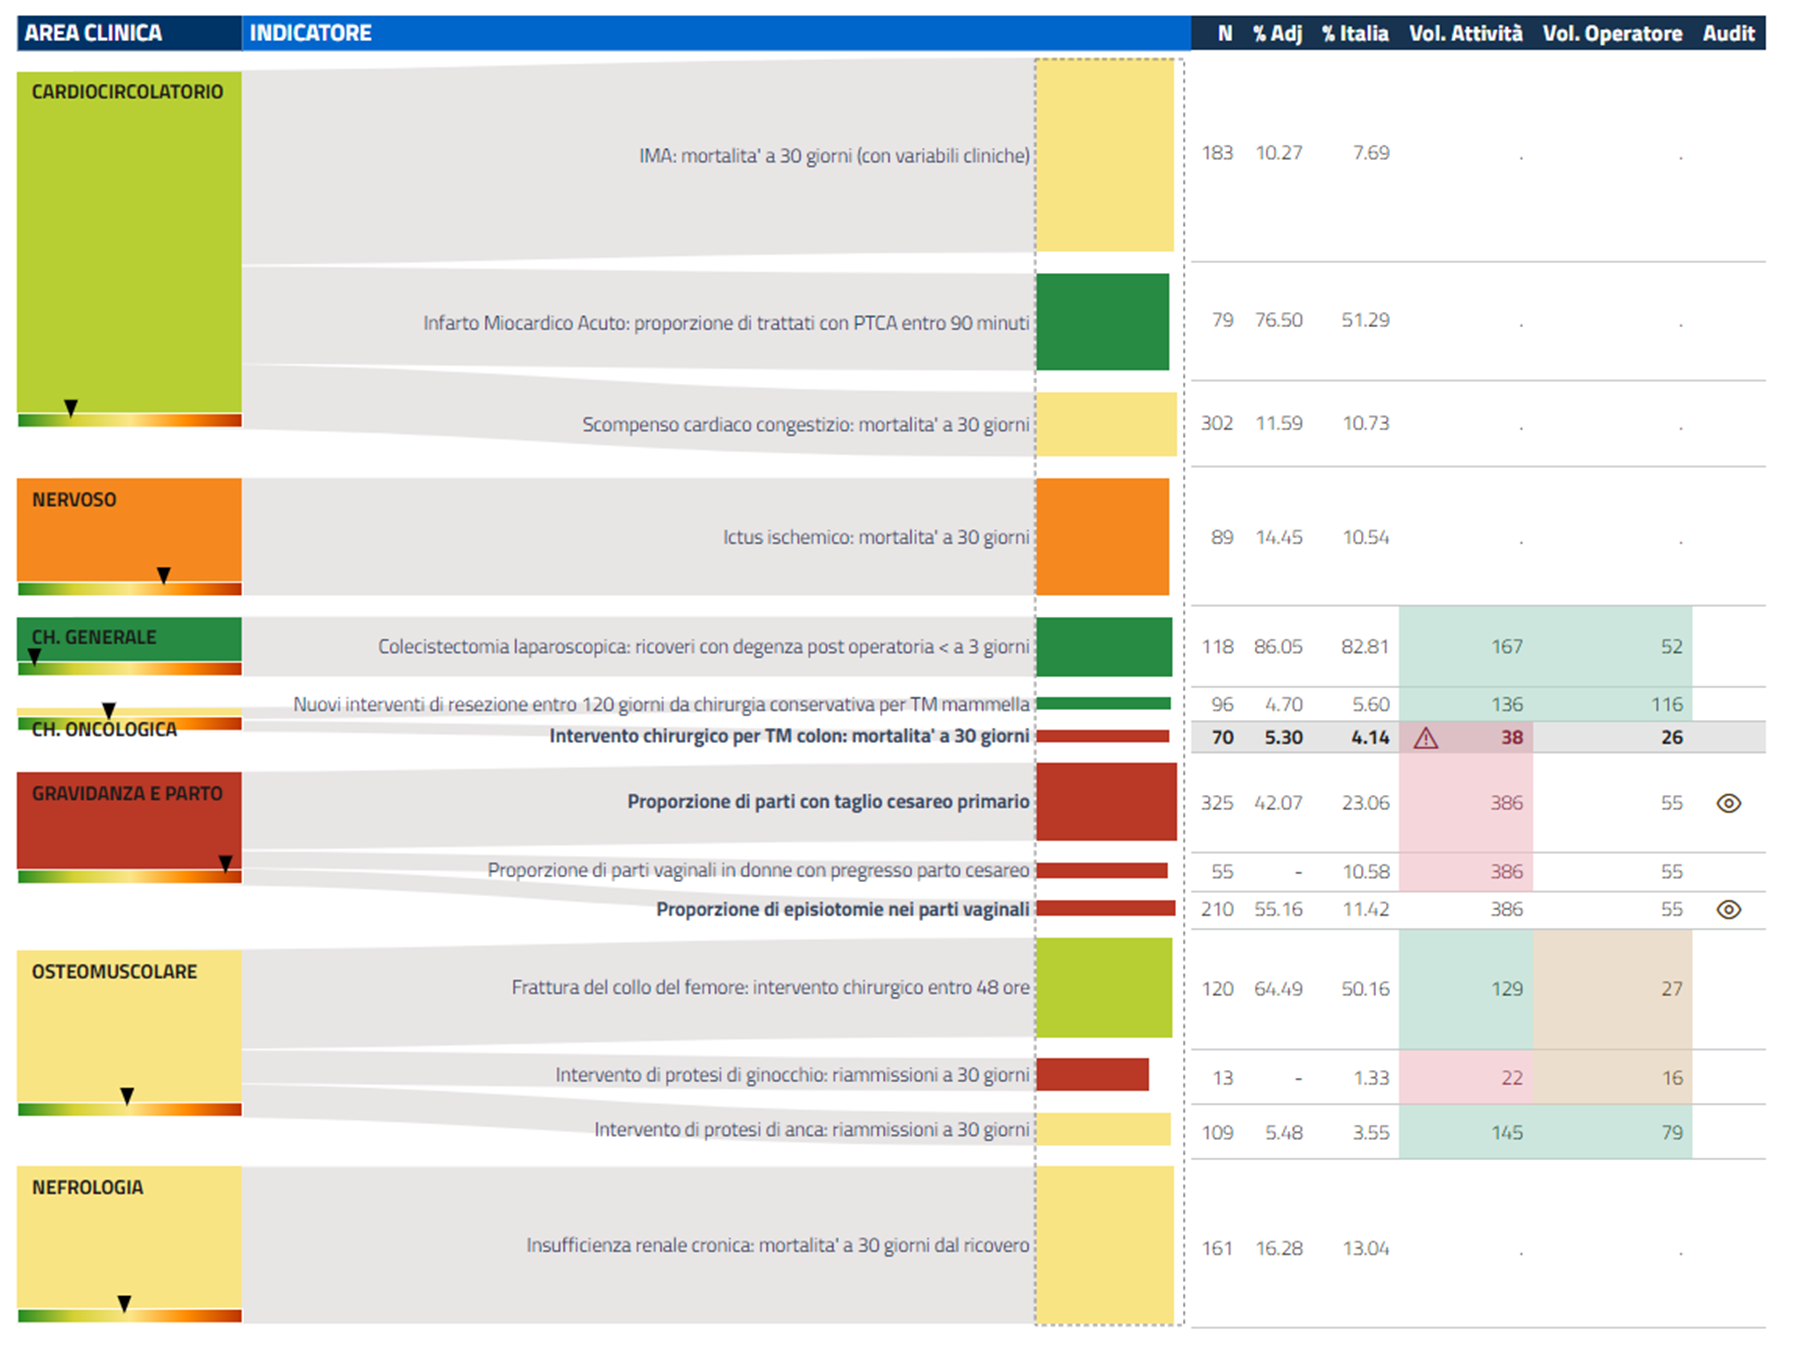 AREA CLINICA INDICATORE N % Adj % Italia Vol. Attività Vol. Operatore Audit
CARDIOCIRCOLATORIO
IMA: mortalita' a 30 giorni (con variabili cliniche) 183 10.27 7.69 . .
Infarto Miocardico Acuto: proporzione di trattati con PTCA entro 90 minuti 79 76.50 51.29 . .
Scompenso cardiaco congestizio: mortalita' a 30 giorni 302 11.59 10.73 . .
NERVOSO
Ictus ischemico: mortalita' a 30 giorni 89 14.45 10.54 . .
CH. GENERALE
Colecistectomia laparoscopica: ricoveri con degenza post operatoria < a 3 giorni 118 86.05 82.81 167 52
Nuovi interventi di resezione entro 120 giorni da chirurgia conservativa per TM mammella 96 4.70 5.60 136 116
CH. ONCOLOGICA
Intervento chirurgico per TM colon: mortalita' a 30 giorni 70 5.30 4.14 38 26
GRAVIDANZA E PARTO
Proporzione di parti con taglio cesareo primario 325 42.07 23.06 386 55
Proporzione di parti vaginali in donne con pregresso parto cesareo 55 - 10.58 386 55
Proporzione di episiotomie nei parti vaginali 210 55.16 11.42 386 55
OSTEOMUSCOLARE
Frattura del collo del femore: intervento chirurgico entro 48 ore 120 64.49 50.16 129 27
Intervento di protesi di ginocchio: riammissioni a 30 giorni 13 - 1.33 22 16
Intervento di protesi di anca: riammissioni a 30 giorni 109 5.48 3.55 145 79
NEFROLOGIA
Insufficienza renale cronica: mortalita' a 30 giorni dal ricovero 161 16.28 13.04 . .